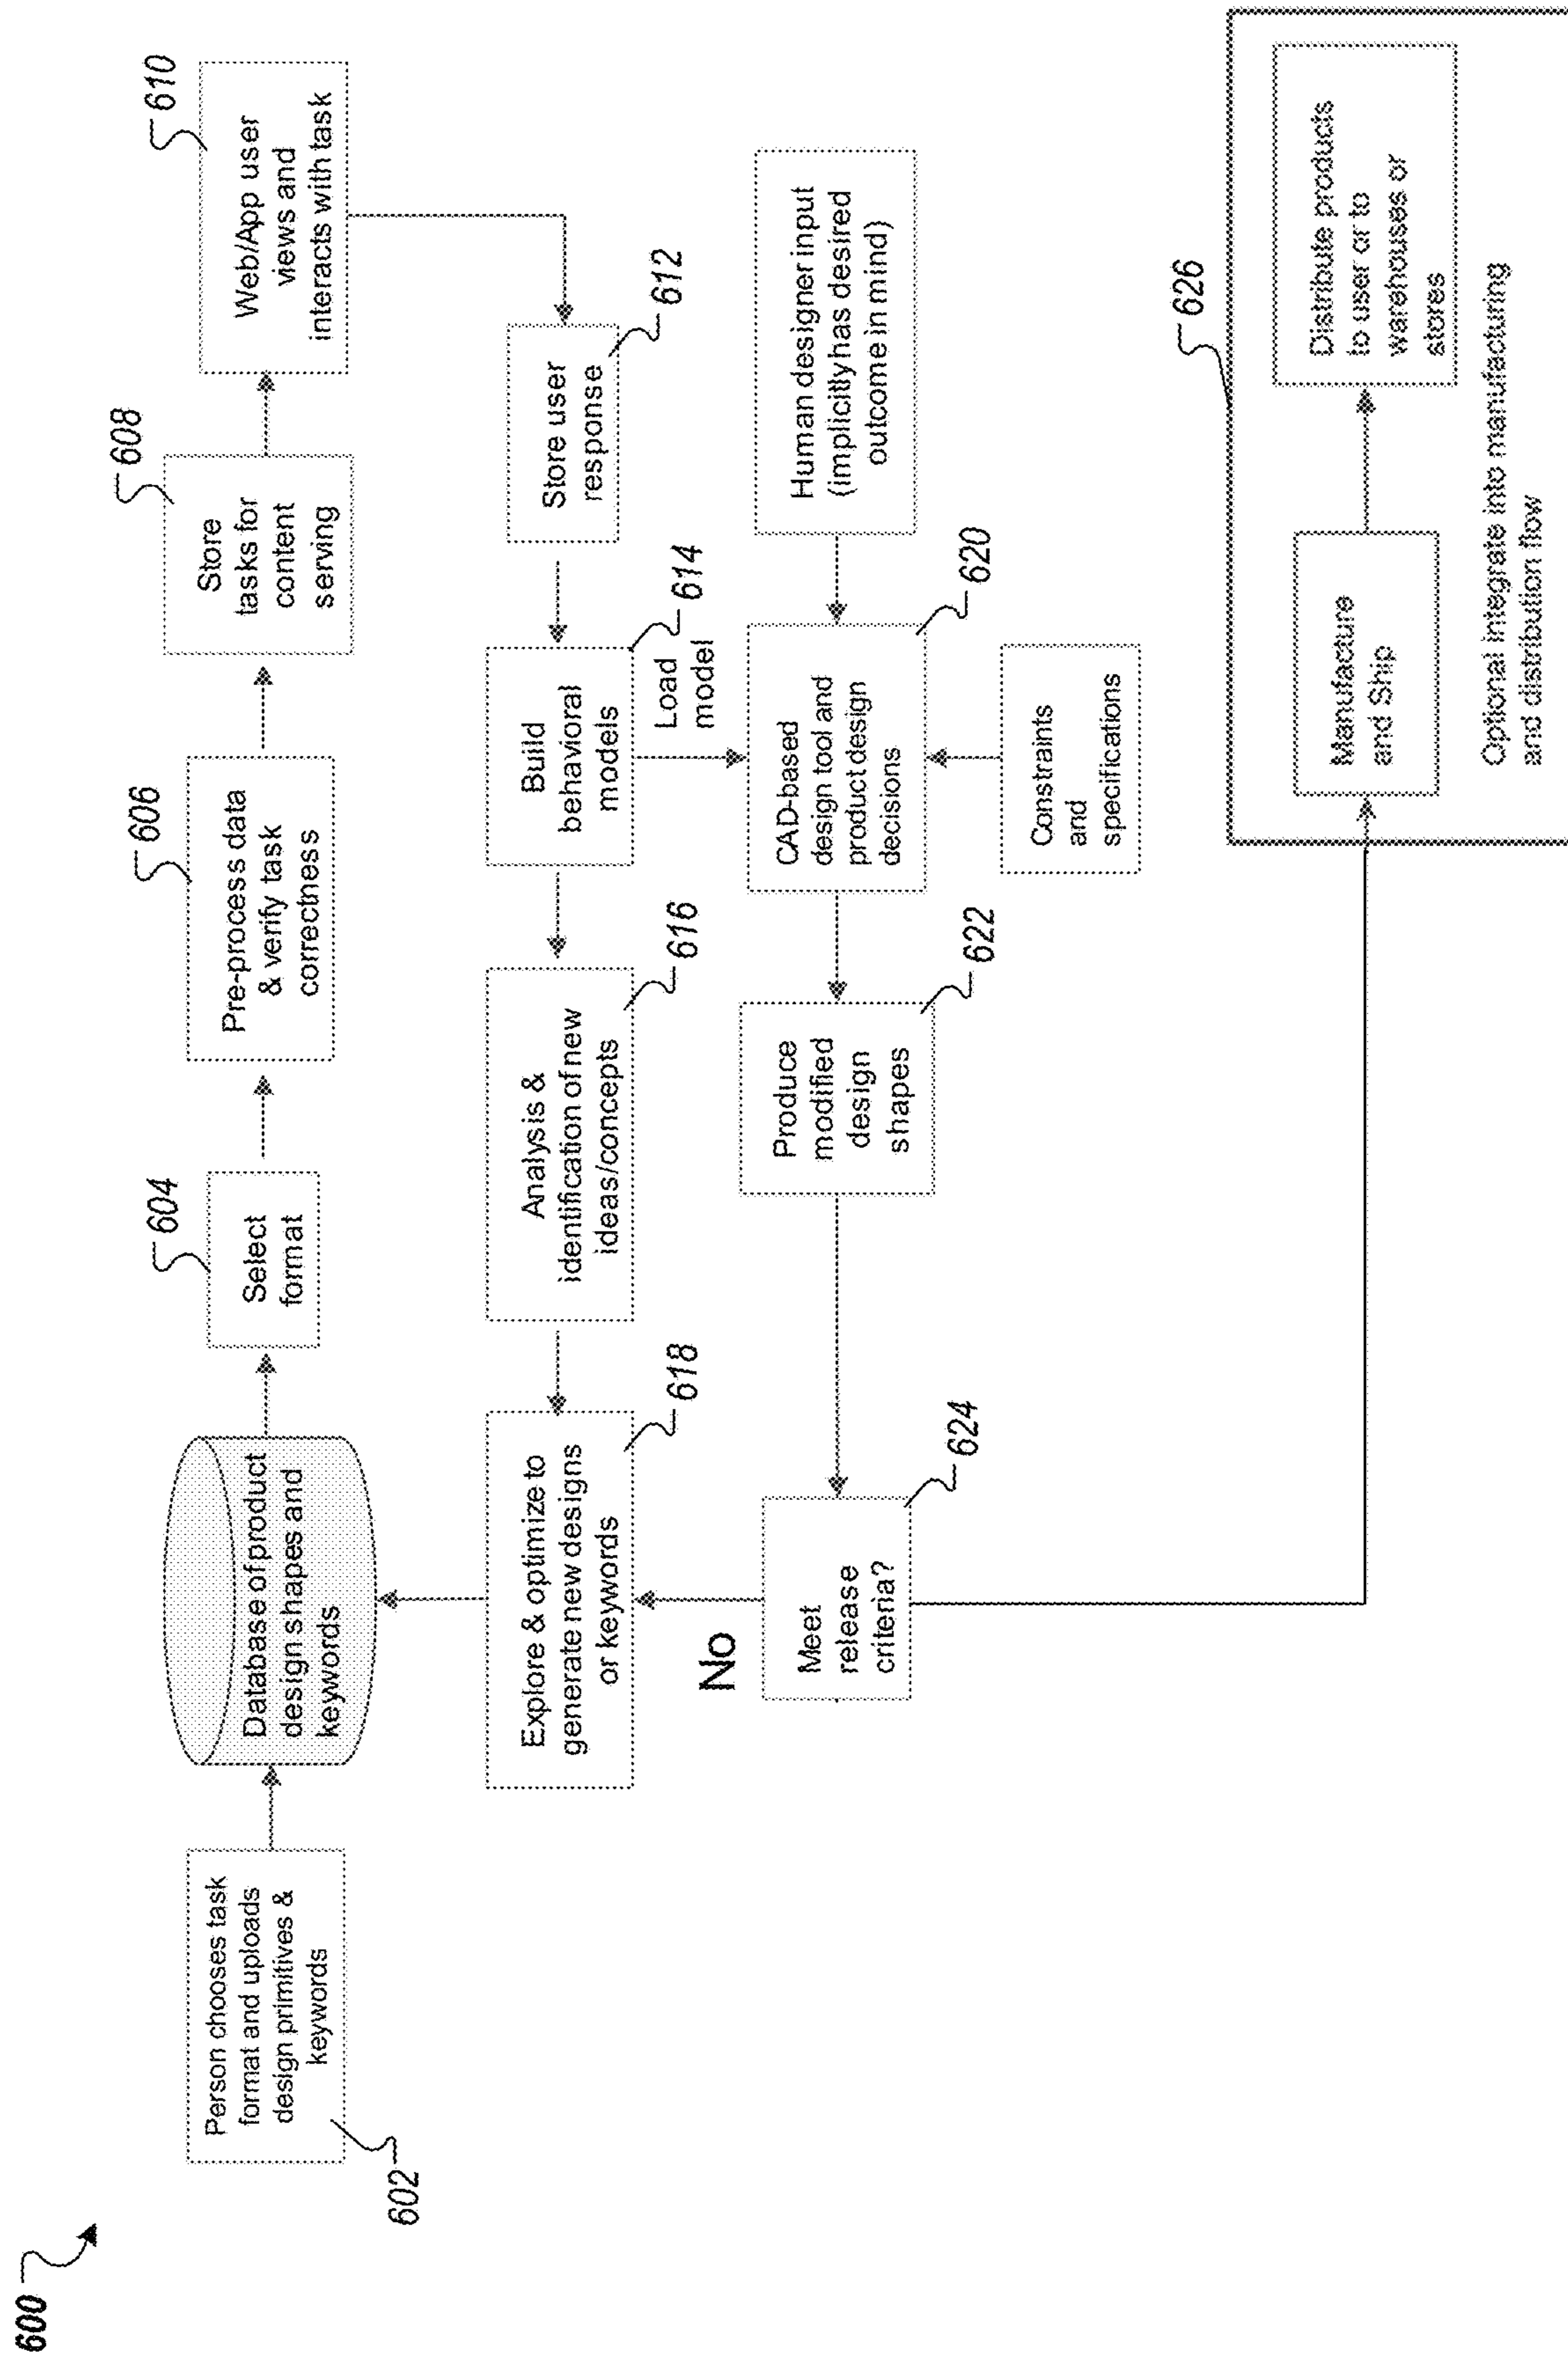 600
602
Person chooses task
format and uploads
design primitives &
keywords
Database of product
design shapes and
keywords
604
Select
format
606
Pre-process data
& verify task
correctness
608
Store
tasks for
content
serving
610
Web/App user
views and
interacts with task
Explore & optimize to
generate new designs
or keywords
618
Analysis &
identification of new
ideas/concepts
616
Build
behavioral
models
614
Load
model
Store user
response
612
No
Meet
release
criteria?
624
Produce
modified
design
shapes
622
CAD-based
design tool and
product design
decisions
620
Human designer input
(implicitly has desired
outcome in mind)
Constraints
and
specifications
626
Manufacture
and Ship
Distribute products
to user or to
warehouses or
stores
Optional integrate into manufacturing
and distribution flow